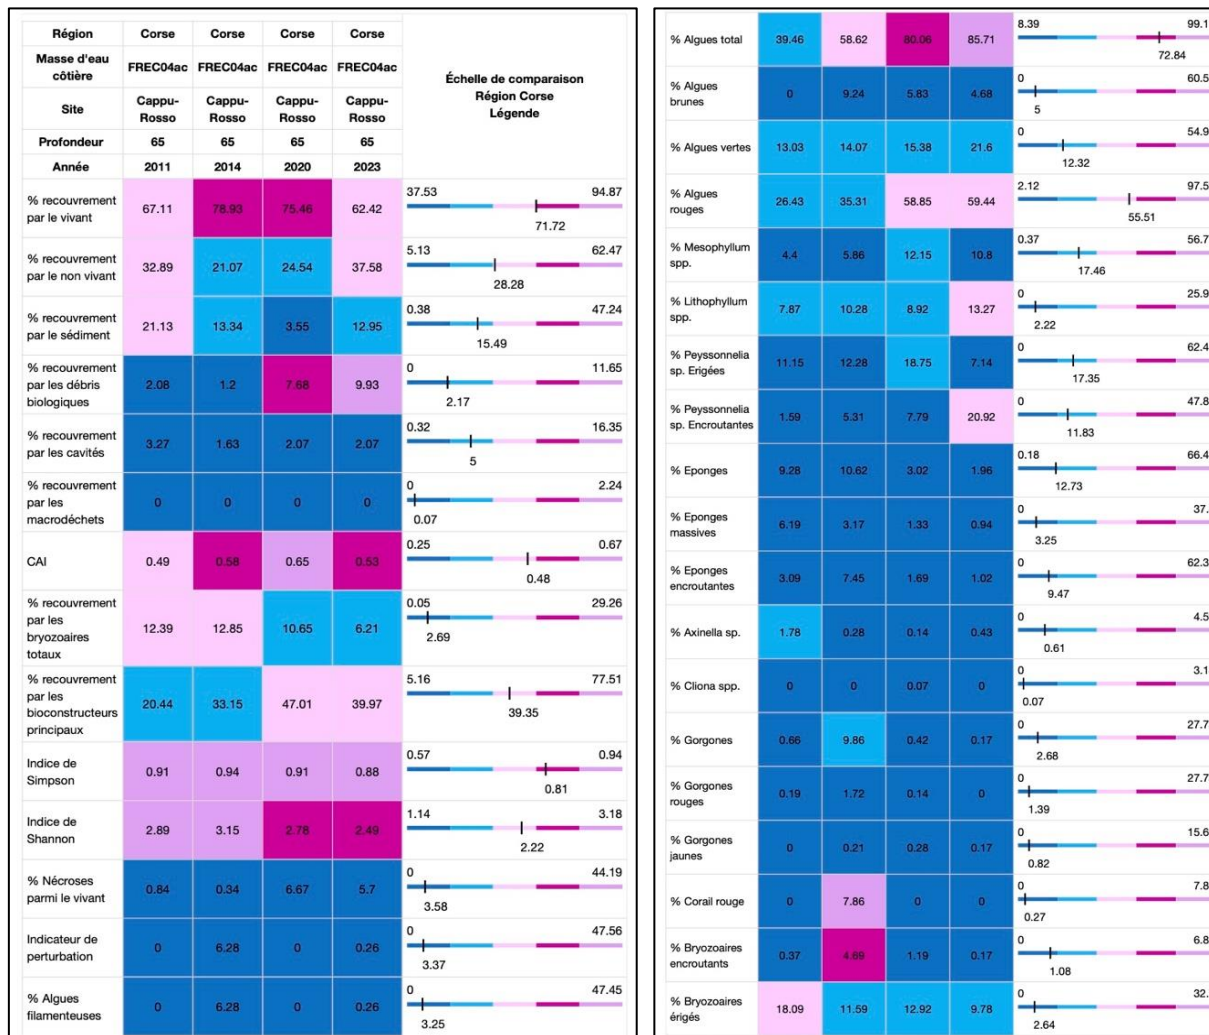 Région Corse Corse Corse Corse
Masse d'eau côtière FREC04ac FREC04ac FREC04ac FREC04ac
Échelle de comparaison
Région Corse
Légende
Site Cappu-Rosso Cappu-Rosso Cappu-Rosso Cappu-Rosso
Profondeur 65 65 65 65
Année 2011 2014 2020 2023
% recouvrement par le vivant 67.11 78.93 75.46 62.42 37.53 94.87 71.72
% recouvrement par le non vivant 32.89 21.07 24.54 37.58 5.13 62.47 28.28
% recouvrement par le sédiment 21.13 13.34 3.55 12.95 0.38 47.24 15.49
% recouvrement par les débris biologiques 2.08 1.2 7.68 9.93 0 11.65 2.17
% recouvrement par les cavités 3.27 1.63 2.07 2.07 0.32 16.35 5
% recouvrement par les macrodéchets 0 0 0 0 0 2.24 0.07
CAI 0.49 0.58 0.65 0.53 0.25 0.67 0.48
% recouvrement par les bryozoaires totaux 12.39 12.85 10.65 6.21 0.05 29.26 2.69
% recouvrement par les bioconstructeurs principaux 20.44 33.15 47.01 39.97 5.16 77.51 39.35
Indice de Simpson 0.91 0.94 0.91 0.88 0.57 0.94 0.81
Indice de Shannon 2.89 3.15 2.78 2.49 1.14 3.18 2.22
% Nécroses parmi le vivant 0.84 0.34 6.67 5.7 0 44.19 3.58
Indicateur de perturbation 0 6.28 0 0.26 0 47.56 3.37
% Algues filamenteuses 0 6.28 0 0.26 0 47.45 3.25
% Algues total 39.46 58.62 80.06 85.71 8.39 99.1 72.84
% Algues brunes 0 9.24 5.83 4.68 0 60.5 5
% Algues vertes 13.03 14.07 15.38 21.6 0 54.9 12.32
% Algues rouges 26.43 35.31 58.85 59.44 2.12 97.5 55.51
% Mesophyllum spp. 4.4 5.86 12.15 10.8 0.37 56.7 17.46
% Lithophyllum spp. 7.87 10.28 8.92 13.27 0 25.9 2.22
% Peyssonnelia sp. Erigées 11.15 12.28 18.75 7.14 0 62.4 17.35
% Peyssonnelia sp. Encroutantes 1.59 5.31 7.79 20.92 0 47.8 11.83
% Eponges 9.28 10.62 3.02 1.96 0.18 66.4 12.73
% Eponges massives 6.19 3.17 1.33 0.94 0 37. 3.25
% Eponges encroutantes 3.09 7.45 1.69 1.02 0 62.3 9.47
% Axinella sp. 1.78 0.28 0.14 0.43 0 4.5 0.61
% Cliona spp. 0 0 0.07 0 0 3.1 0.07
% Gorgones 0.66 9.86 0.42 0.17 0 27.7 2.68
% Gorgones rouges 0.19 1.72 0.14 0 0 27.7 1.39
% Gorgones jaunes 0 0.21 0.28 0.17 0 15.6 0.82
% Corail rouge 0 7.86 0 0 0 7.8 0.27
% Bryozoaires encroutants 0.37 4.69 1.19 0.17 0 6.8 1.08
% Bryozoaires érigés 18.09 11.59 12.92 9.78 0 32. 2.64